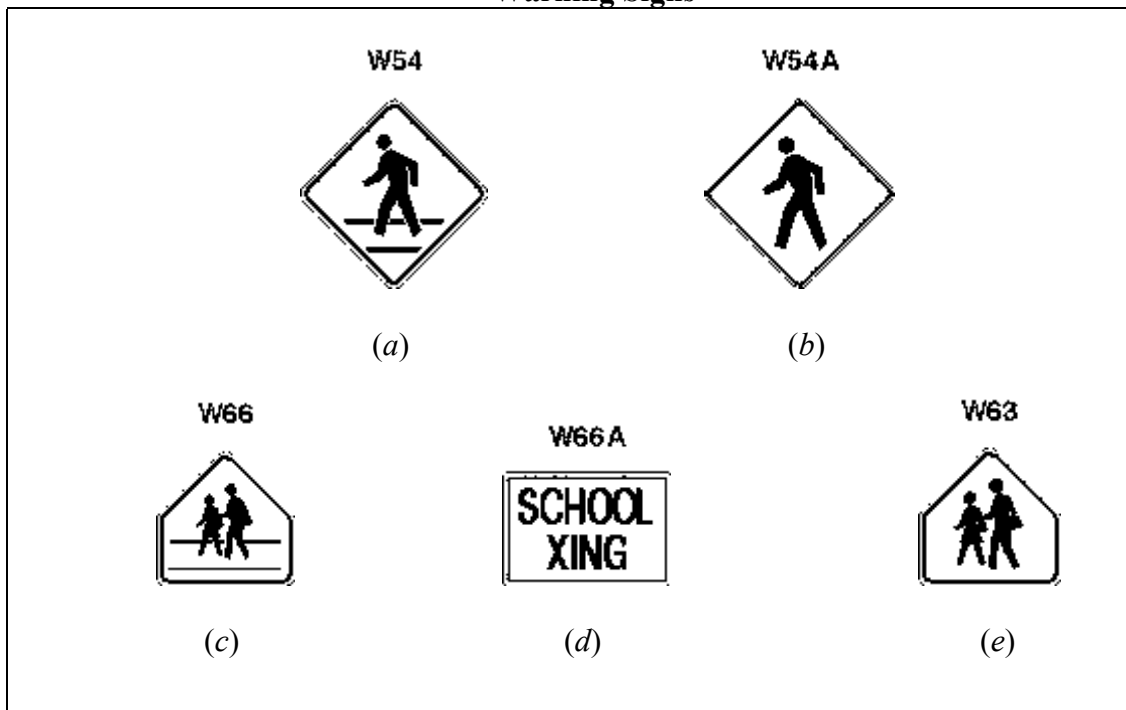 Warning Signs
W54
W54A
(a)
(b)
W66
W66A
W63
SCHOOL
XING
(c)
(d)
(e)